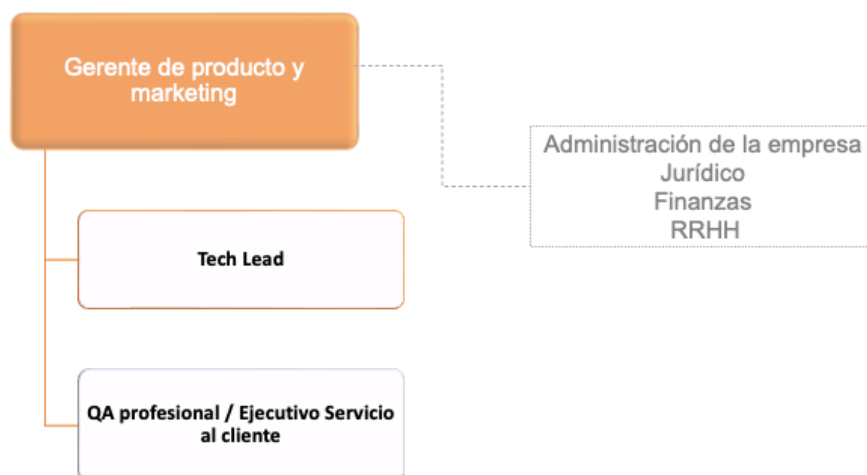 Gerente de producto y
marketing
Administración de la empresa
Jurídico
Finanzas
RRHH
Tech Lead
QA profesional / Ejecutivo Servicio
al cliente